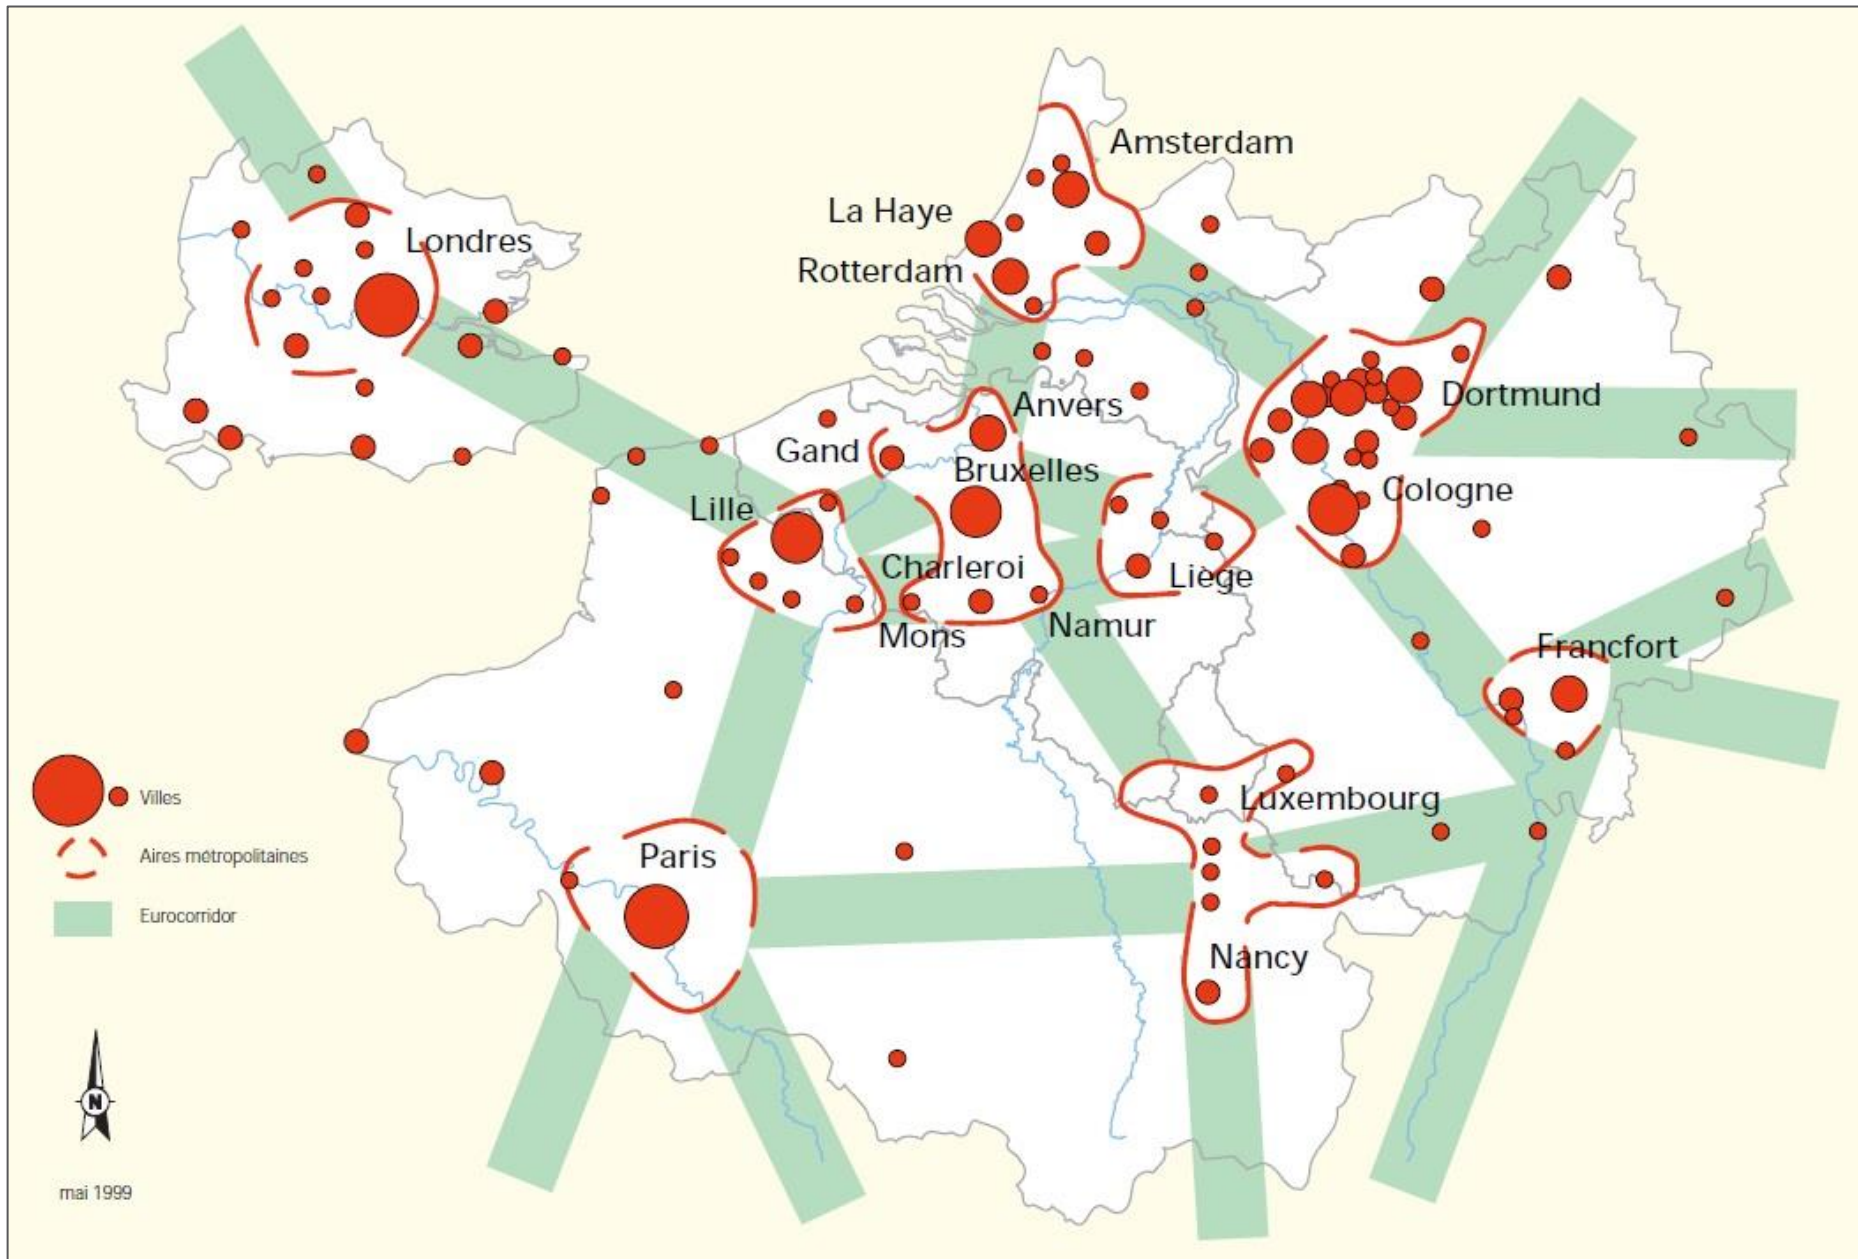 Amsterdam
La Haye
Londres
Rotterdam
Dortmund
Anvers
Gand
Bruxelles
Cologne
Lille
Charleroi
Liège
Mons
Namur
Francfort
Villes
Luxembourg
Aires métropolitaines
Paris
Eurocorridor
Nancy
N
mai 1999